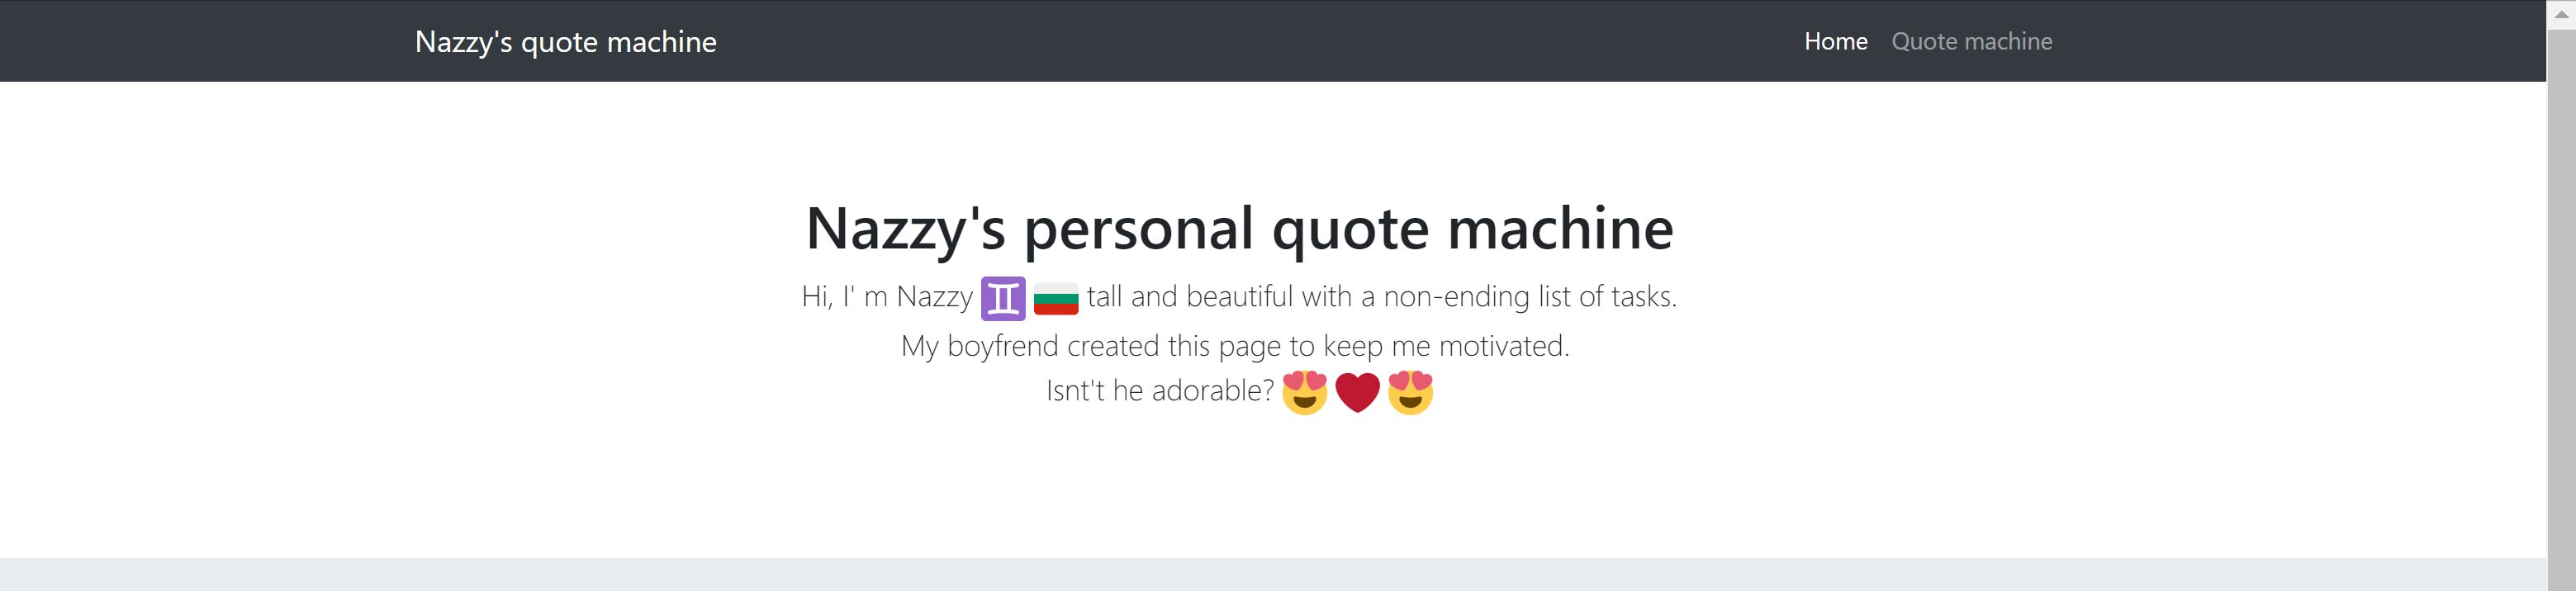 Nazzy's quote machine
Home Quote machine
Nazzy's personal quote machine
Hi, I' m Nazzy ♊ 🇧🇬 tall and beautiful with a non-ending list of tasks.
My boyfrend created this page to keep me motivated.
Isnt't he adorable? 😍 ❤️ 😍